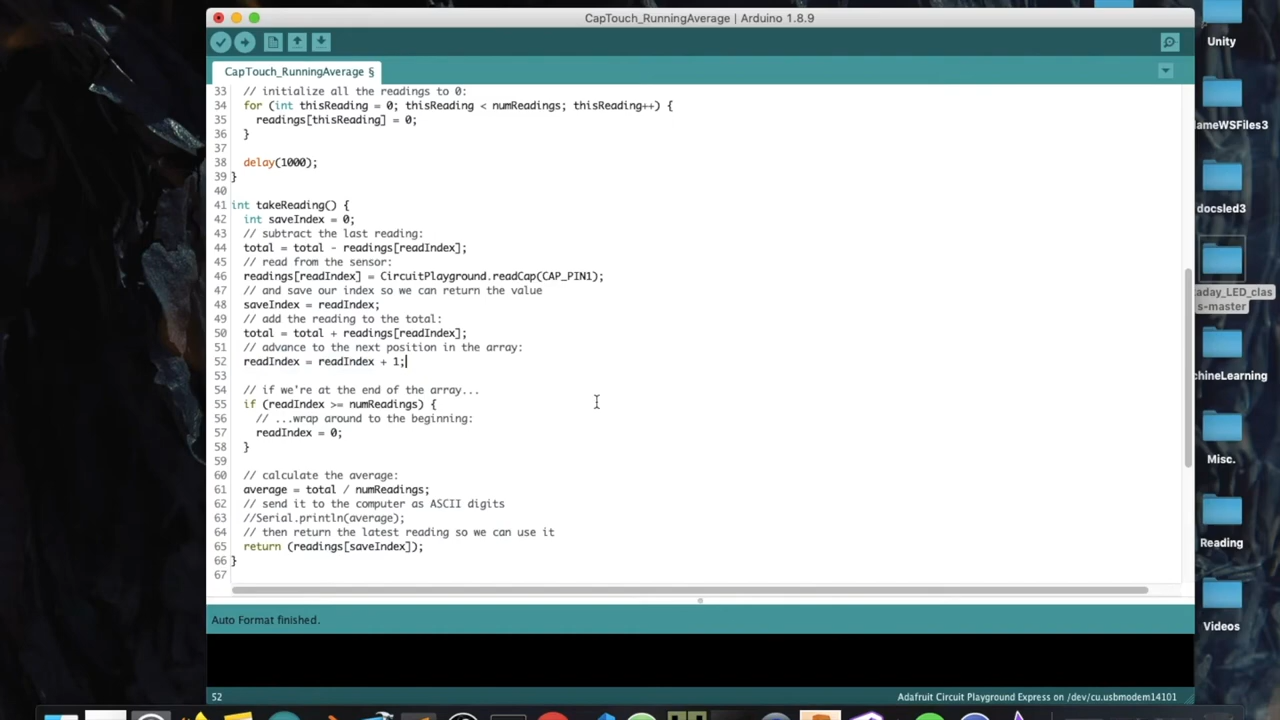 CapTouch_RunningAverage | Arduino 1.8.9
CapTouch_RunningAverage §
33 // initialize all the readings to 0:
34 for (int thisReading = 0; thisReading < numReadings; thisReading++) {
35 readings[thisReading] = 0;
36 }
37
38 delay(1000);
39 }
40
41 int takeReading() {
42 int saveIndex = 0;
43 // subtract the last reading:
44 total = total - readings[readIndex];
45 // read from the sensor:
46 readings[readIndex] = CircuitPlayground.readCap(CAP_PIN1);
47 // and save our index so we can return the value
48 saveIndex = readIndex;
49 // add the reading to the total:
50 total = total + readings[readIndex];
51 // advance to the next position in the array:
52 readIndex = readIndex + 1;
53
54 // if we're at the end of the array...
55 if (readIndex >= numReadings) {
56 // ...wrap around to the beginning:
57 readIndex = 0;
58 }
59
60 // calculate the average:
61 average = total / numReadings;
62 // send it to the computer as ASCII digits
63 //Serial.println(average);
64 // then return the latest reading so we can use it
65 return (readings[saveIndex]);
66 }
67
Auto Format finished.
52
Adafruit Circuit Playground Express on /dev/cu.usbmodem14101
Unity
lameWSFiles3
docsled3
taday_LED_clas
s-master
chineLearning
Misc.
Reading
Videos